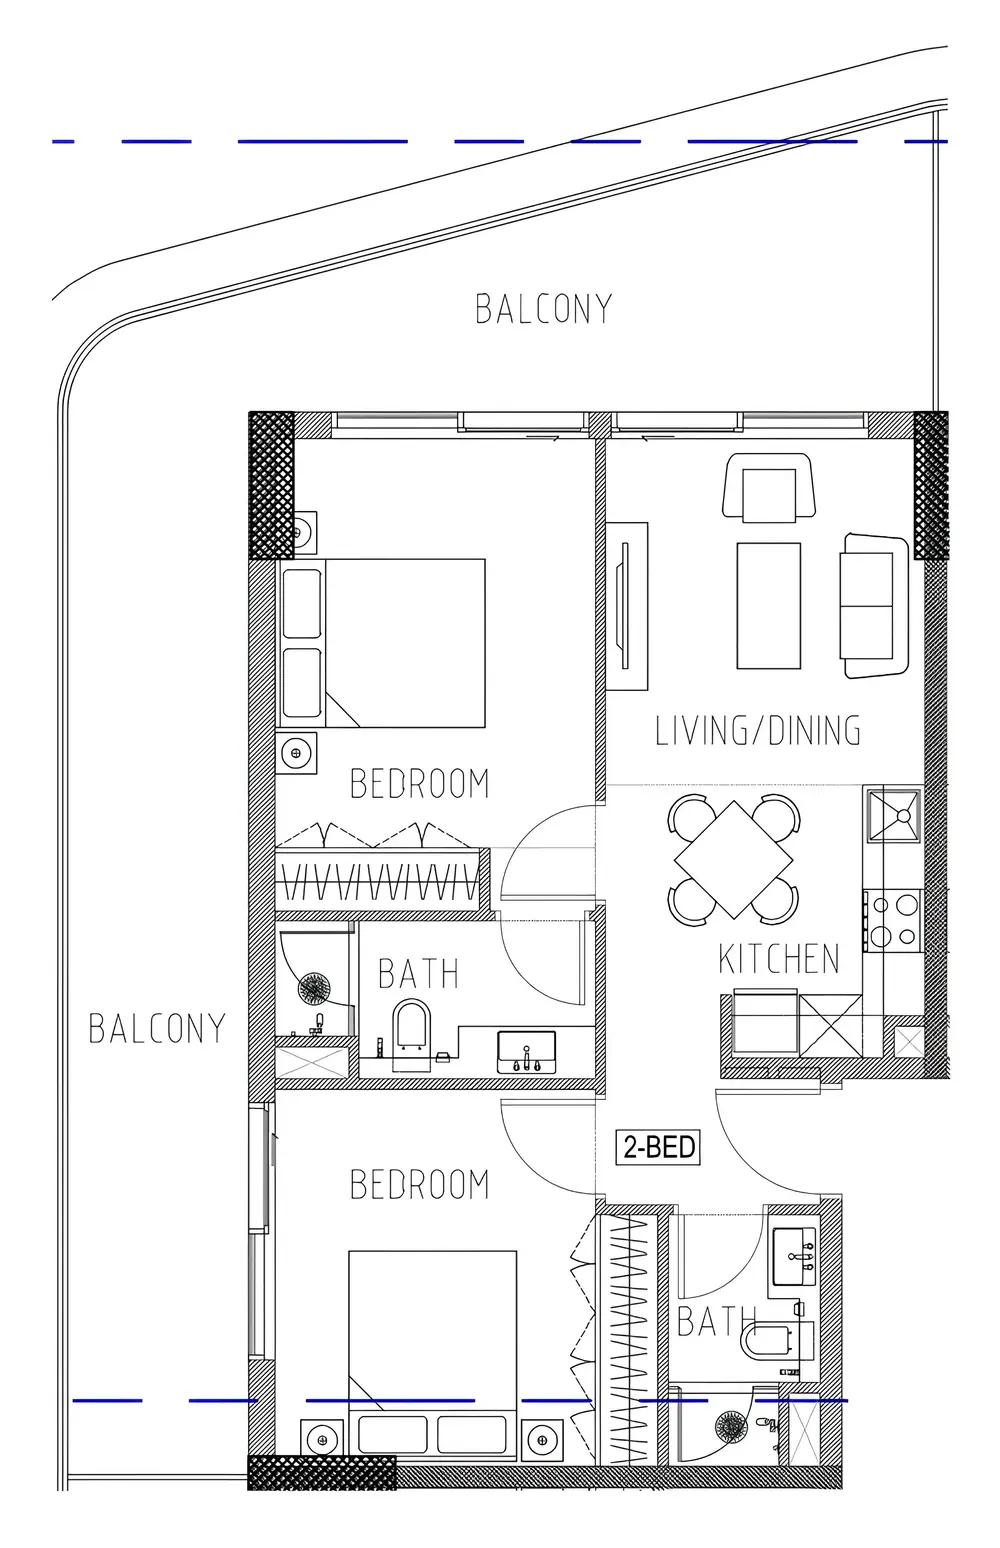 BALCONY
LIVING/DINING
BEDROOM
KITCHEN
BATH
BALCONY
2-BED
BEDROOM
BATH